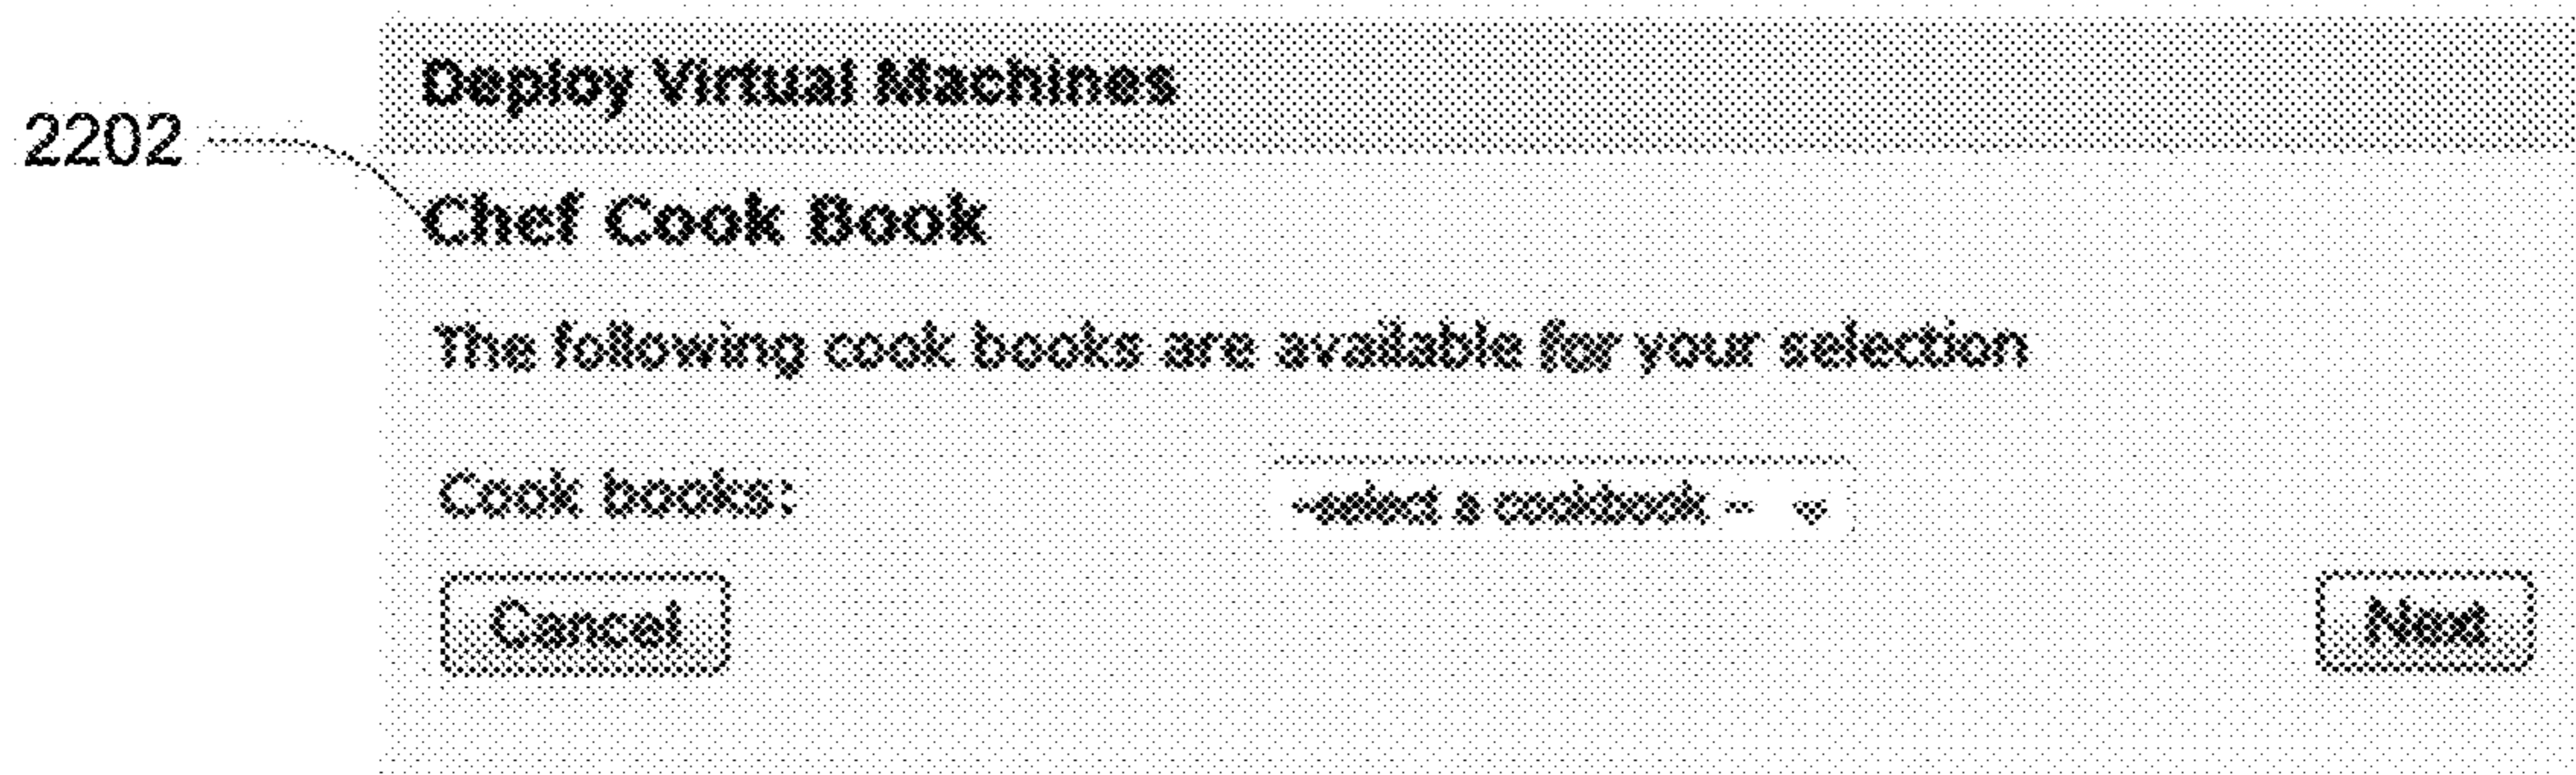 Deploy Virtual Machines
2202
Chef Cook Book
The following cook books are available for your selection
Cook books: --select a cookbook --
Cancel Next